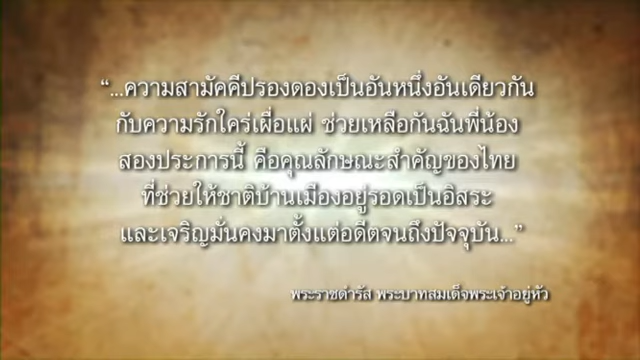 “...ความสามัคคีปรองดองเป็นอันหนึ่งอันเดียวกัน
กับความรักใคร่เผื่อแผ่ ช่วยเหลือกันฉันพี่น้อง
สองประการนี้ คือคุณลักษณะสำคัญของไทย
ที่ช่วยให้ชาติบ้านเมืองอยู่รอดเป็นอิสระ
และเจริญมั่นคงมาตั้งแต่อดีตจนถึงปัจจุบัน...”
พระราชดำรัส พระบาทสมเด็จพระเจ้าอยู่หัว